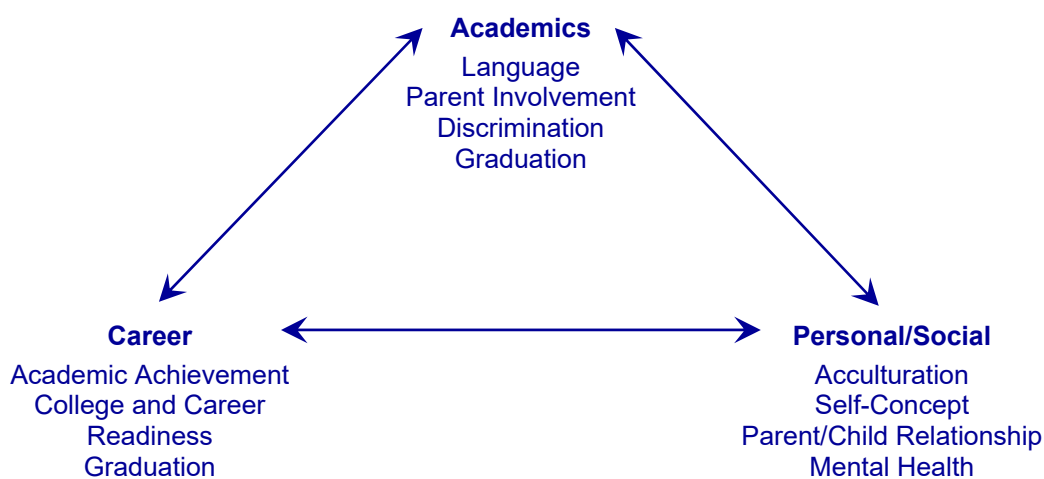 Academics
Language
Parent Involvement
Discrimination
Graduation
Career
Academic Achievement
College and Career
Readiness
Graduation
Personal/Social
Acculturation
Self-Concept
Parent/Child Relationship
Mental Health